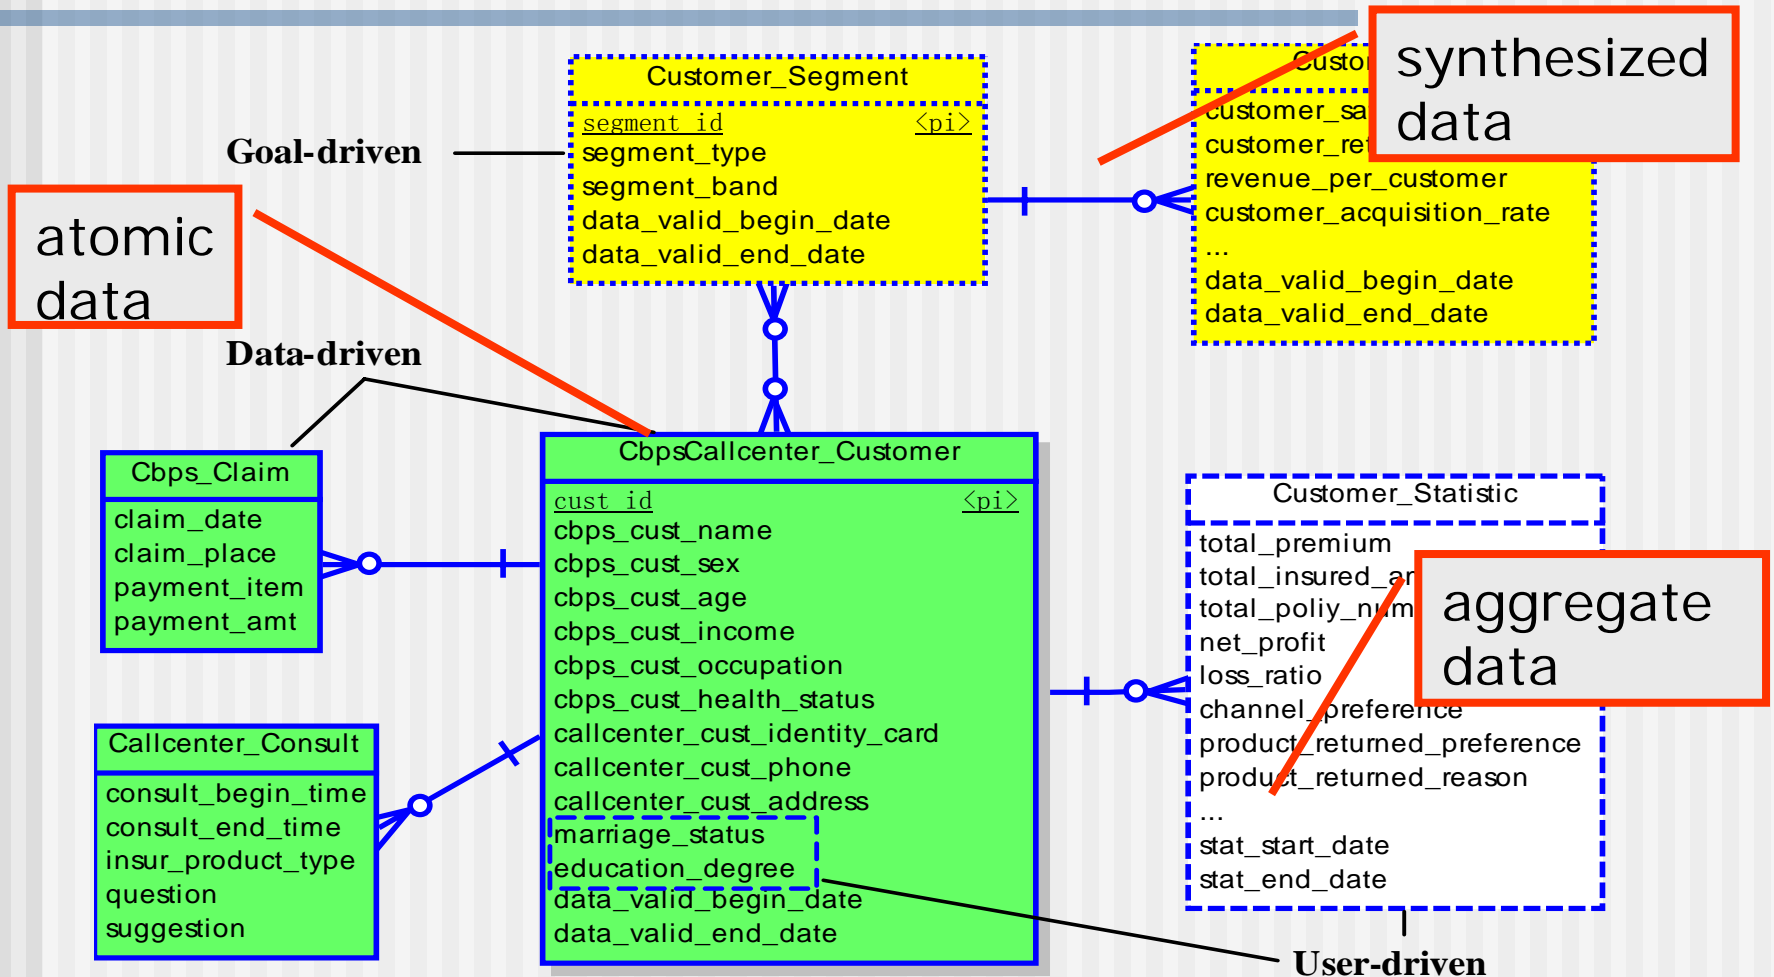 synthesized
data
Customer_Segment
segment_id <pi>
segment_type
segment_band
data_valid_begin_date
data_valid_end_date
revenue_per_customer
customer_acquisition_rate
...
data_valid_begin_date
data_valid_end_date
Goal-driven
atomic
data
Data-driven
Cbps_Claim
claim_date
claim_place
payment_item
payment_amt
CbpsCallcenter_Customer
cust_id <pi>
cbps_cust_name
cbps_cust_sex
cbps_cust_age
cbps_cust_income
cbps_cust_occupation
cbps_cust_health_status
callcenter_cust_identity_card
callcenter_cust_phone
callcenter_cust_address
marriage_status
education_degree
data_valid_begin_date
data_valid_end_date
Callcenter_Consult
consult_begin_time
consult_end_time
insur_product_type
question
suggestion
Customer_Statistic
total_premium
net_profit
loss_ratio
channel_preference
product_returned_preference
product_returned_reason
...
stat_start_date
stat_end_date
aggregate
data
User-driven